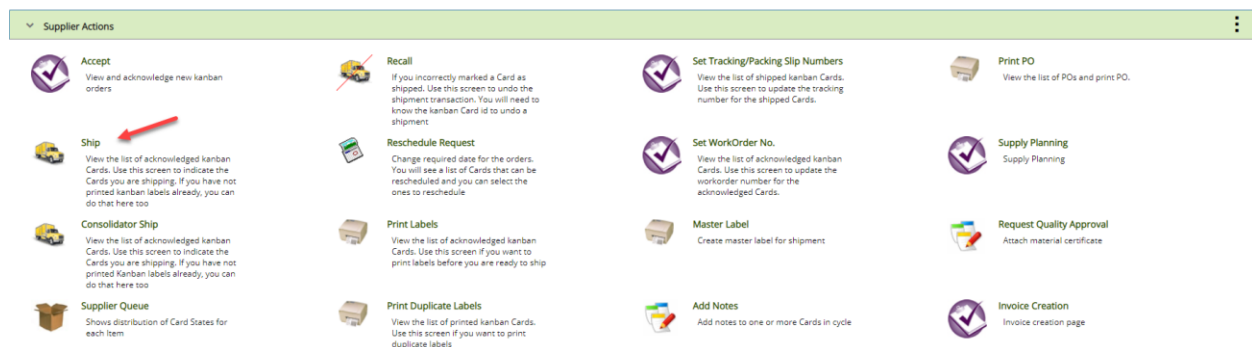 Supplier Actions
Accept
View and acknowledge new kanban
orders
Recall
If you incorrectly marked a Card as
shipped. Use this screen to undo the
shipment transaction. You will need to
know the kanban Card id to undo a
shipment
Set Tracking/Packing Slip Numbers
View the list of shipped kanban Cards.
Use this screen to update the tracking
number for the shipped Cards.
Print PO
View the list of POs and print PO.
Ship
View the list of acknowledged kanban
Cards. Use this screen to indicate the
Cards you are shipping. If you have not
printed kanban labels already, you can
do that here too
Reschedule Request
Change required date for the orders.
You will see a list of Cards that can be
rescheduled and you can select the
ones to reschedule
Set WorkOrder No.
View the list of acknowledged kanban
Cards. Use this screen to update the
workorder number for the
acknowledged Cards.
Supply Planning
Supply Planning
Consolidator Ship
View the list of acknowledged kanban
Cards. Use this screen to indicate the
Cards you are shipping. If you have not
printed Kanban labels already, you can
do that here too
Print Labels
View the list of acknowledged kanban
Cards. Use this screen if you want to
print labels before you are ready to ship
Master Label
Create master label for shipment
Request Quality Approval
Attach material certificate
Supplier Queue
Shows distribution of Card States for
each Item
Print Duplicate Labels
View the list of printed kanban Cards.
Use this screen if you want to print
duplicate labels
Add Notes
Add notes to one or more Cards in cycle
Invoice Creation
Invoice creation page